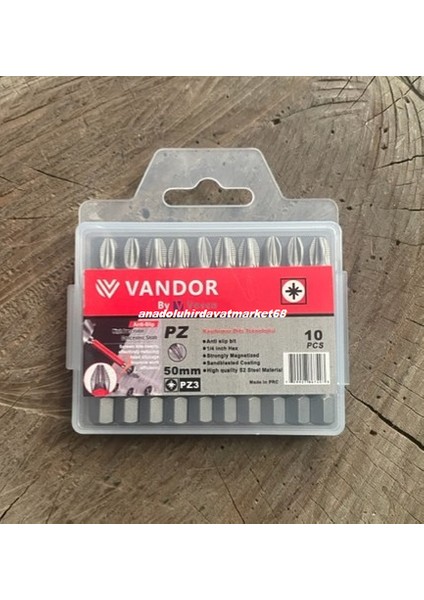 VANDOR
By Vasco
anadoluhirdavatmarket68
Anti-Slip
PZ
50mm
PZ3
• Anti slip bit
• 1/4 inch Hex
• Strongly Magnetized
• Sandblasted Coating
• High quality S2 Steel Material
Made in PRC
10
PCS